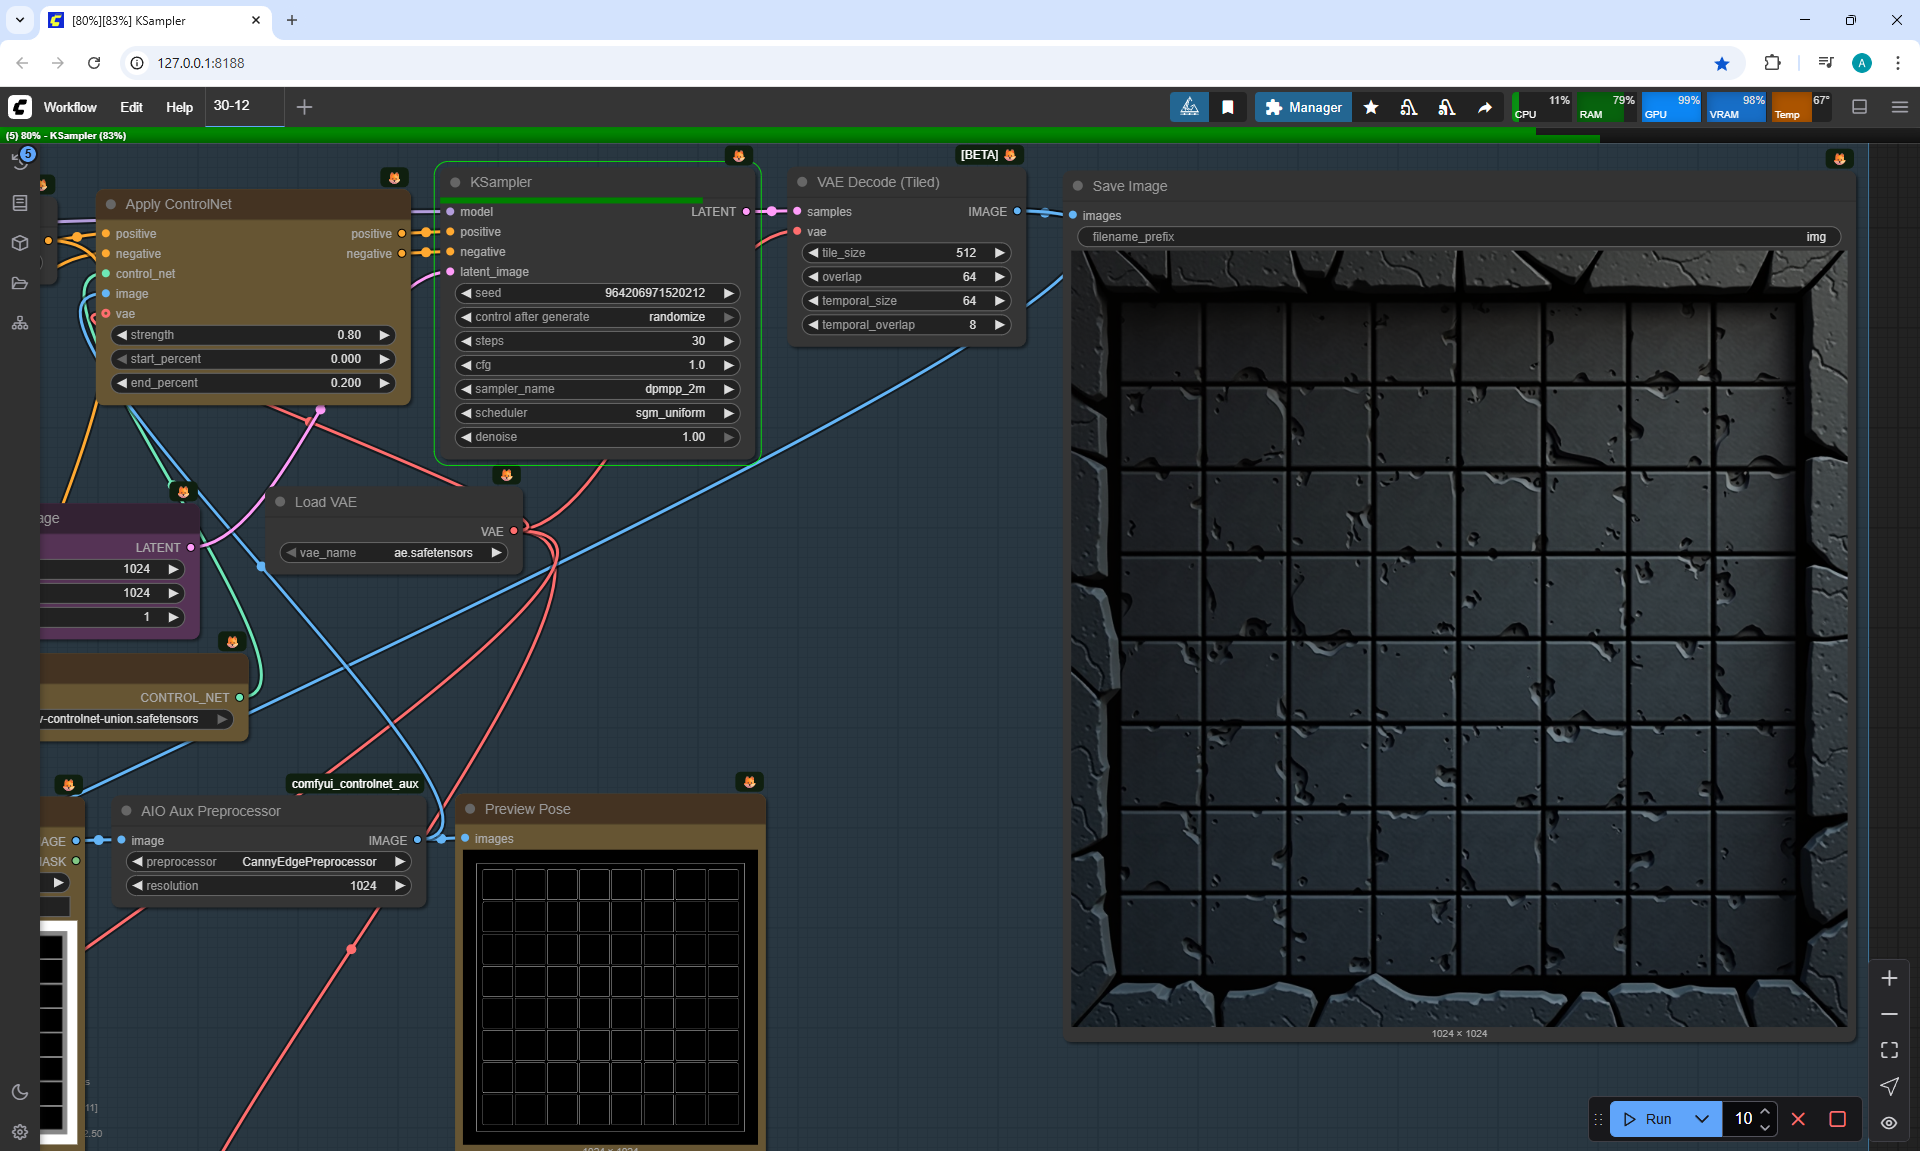 [80%][83%] KSampler
127.0.0.1:8188
A
Workflow
Edit
Help
30-12
Manager
11%
CPU
79%
RAM
99%
GPU
98%
VRAM
67°
Temp
(5) 80% - KSampler (83%)
5
Apply ControlNet
positive
positive
negative
negative
control_net
image
vae
strength
0.80
start_percent
0.000
end_percent
0.200
KSampler
model
LATENT
positive
negative
latent_image
seed
964206971520212
control after generate
randomize
steps
30
cfg
1.0
sampler_name
dpmpp_2m
scheduler
sgm_uniform
denoise
1.00
[BETA]
VAE Decode (Tiled)
samples
IMAGE
vae
tile_size
512
overlap
64
temporal_size
64
temporal_overlap
8
Save Image
images
filename_prefix
img
1024 × 1024
Load VAE
VAE
vae_name
ae.safetensors
age
LATENT
1024
1024
1
CONTROL_NET
-controlnet-union.safetensors
comfyui_controlnet_aux
AIO Aux Preprocessor
image
IMAGE
preprocessor
CannyEdgePreprocessor
resolution
1024
AGE
ASK
Preview Pose
images
s
11]
2.50
Run
10